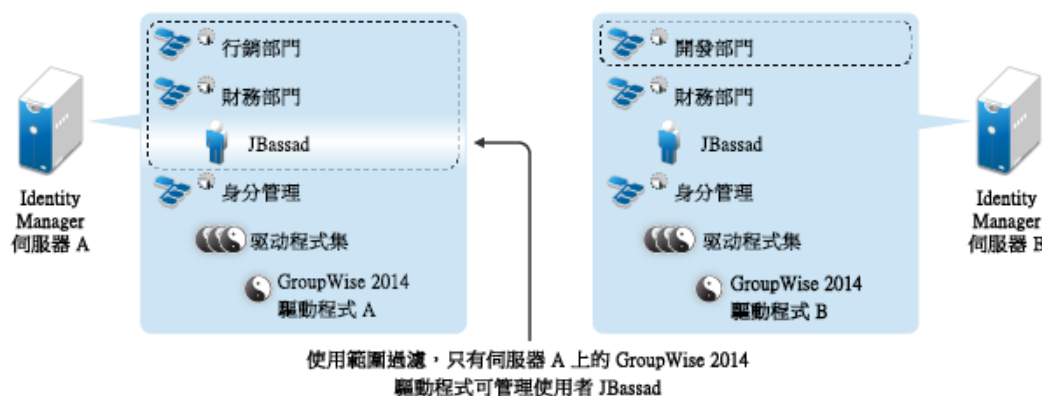 行銷部門
財務部門
JBassad
身分管理
驱动程式集
GroupWise 2014
驅動程式 A
Identity
Manager
伺服器 A
開發部門
財務部門
JBassad
身分管理
驱动程式集
GroupWise 2014
驅動程式 B
Identity
Manager
伺服器 B
使用範圍過濾，只有伺服器 A 上的 GroupWise 2014
驅動程式可管理使用者 JBassad